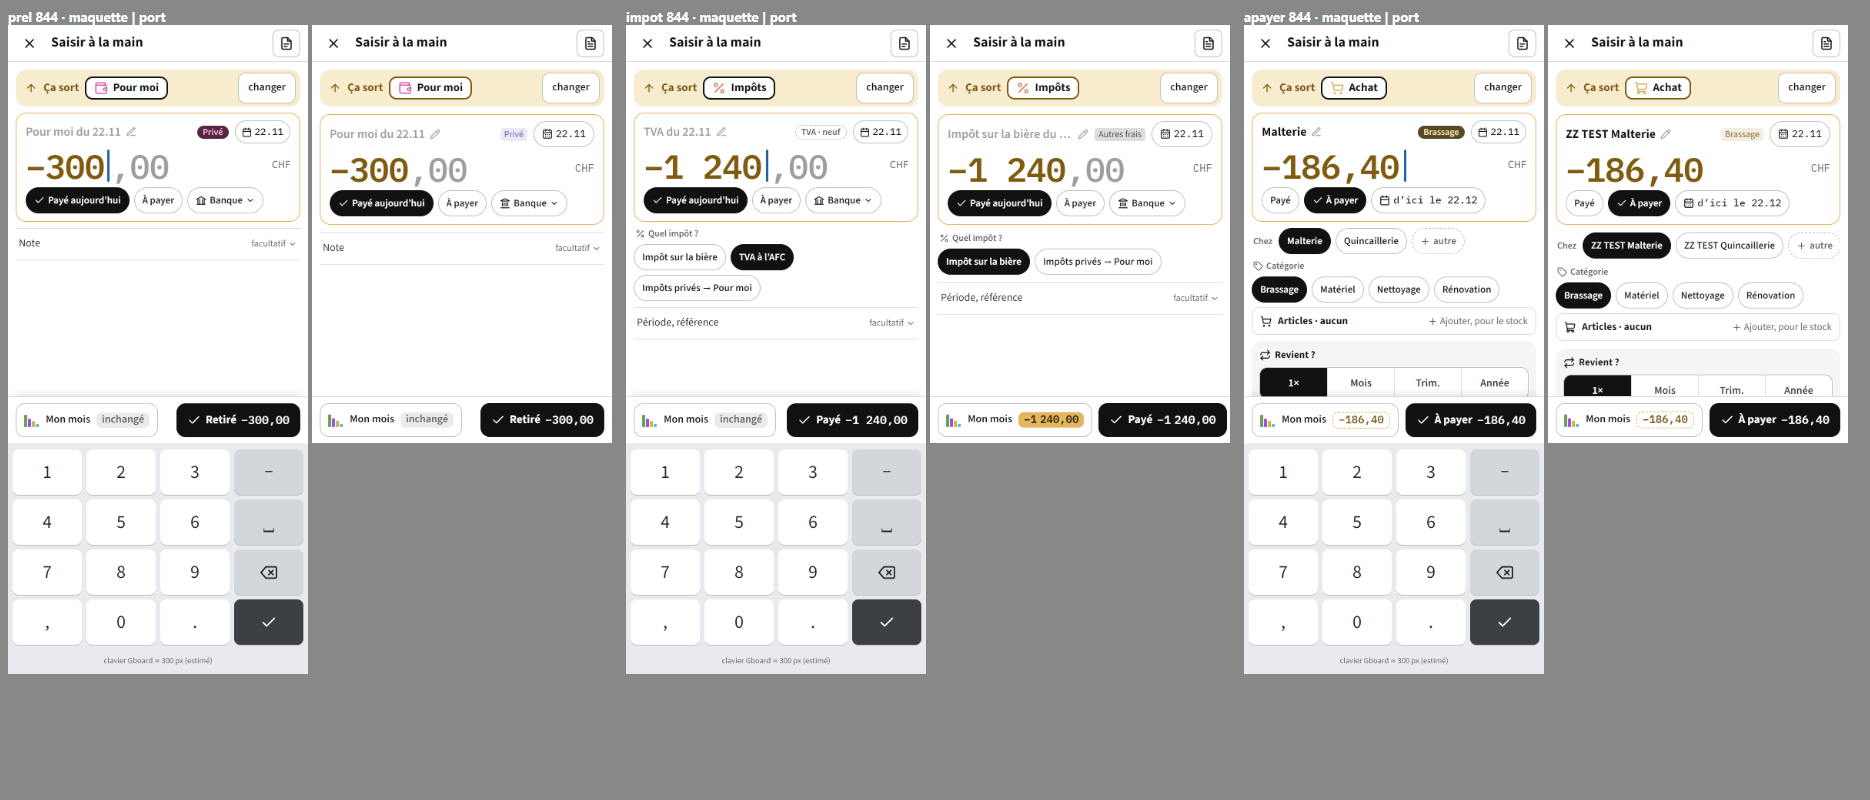 prel 844 · maquette | port
Saisir à la main
Ça sort Pour moi changer
Pour moi du 22.11 Privé 22.11
−300,00 CHF
Payé aujourd'hui À payer Banque
Note facultatif
Mon mois inchangé Retiré −300,00
1 2 3 −
4 5 6 ⎵
7 8 9
, 0 .
clavier Gboard ≈ 300 px (estimé)
Saisir à la main
Ça sort Pour moi changer
Pour moi du 22.11 Privé 22.11
−300,00 CHF
Payé aujourd'hui À payer Banque
Note facultatif
Mon mois inchangé Retiré −300,00
impot 844 · maquette | port
Saisir à la main
Ça sort Impôts changer
TVA du 22.11 TVA · neuf 22.11
−1 240,00 CHF
Payé aujourd'hui À payer Banque
Quel impôt ?
Impôt sur la bière TVA à l'AFC
Impôts privés → Pour moi
Période, référence facultatif
Mon mois inchangé Payé −1 240,00
1 2 3 −
4 5 6 ⎵
7 8 9
, 0 .
clavier Gboard ≈ 300 px (estimé)
Saisir à la main
Ça sort Impôts changer
Impôt sur la bière du ... Autres frais 22.11
−1 240,00 CHF
Payé aujourd'hui À payer Banque
Quel impôt ?
Impôt sur la bière Impôts privés → Pour moi
Période, référence facultatif
Mon mois −1 240,00 Payé −1 240,00
apayer 844 · maquette | port
Saisir à la main
Ça sort Achat changer
Malterie Brassage 22.11
−186,40 CHF
Payé À payer d'ici le 22.12
Chez Malterie Quincaillerie + autre
Catégorie
Brassage Matériel Nettoyage Rénovation
Articles · aucun + Ajouter, pour le stock
Revient ?
1× Mois Trim. Année
Mon mois −186,40 À payer −186,40
1 2 3 −
4 5 6 ⎵
7 8 9
, 0 .
clavier Gboard ≈ 300 px (estimé)
Saisir à la main
Ça sort Achat changer
ZZ TEST Malterie Brassage 22.11
−186,40 CHF
Payé À payer d'ici le 22.12
Chez ZZ TEST Malterie ZZ TEST Quincaillerie + autre
Catégorie
Brassage Matériel Nettoyage Rénovation
Articles · aucun + Ajouter, pour le stock
Revient ?
1× Mois Trim. Année
Mon mois −186,40 À payer −186,40